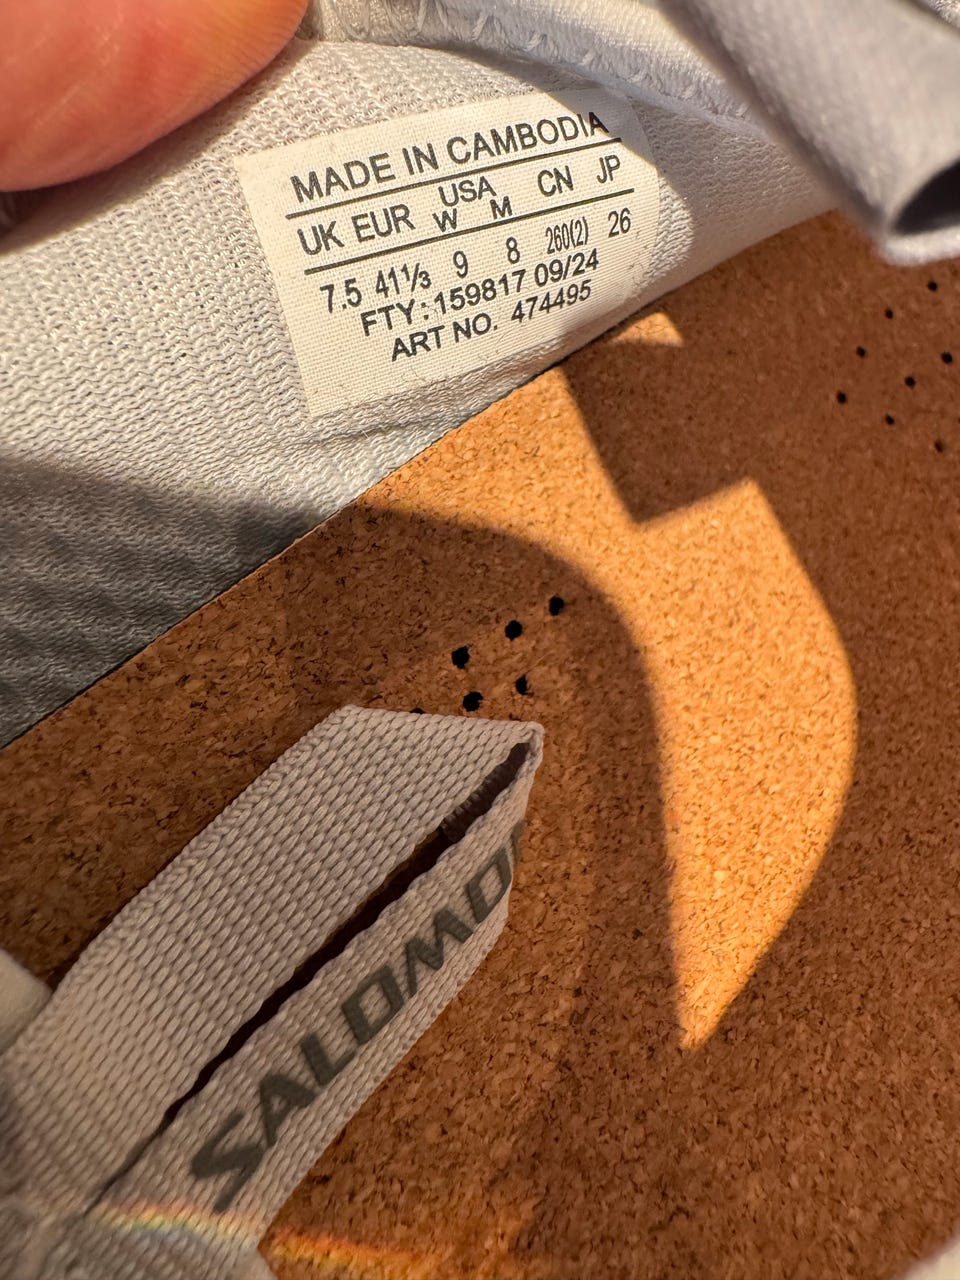 MADE IN CAMBODIA
UK EUR USA CN JP
W M
7.5 41⅓ 9 8 260(2) 26
FTY: 159817 09/24
ART NO. 474495
SALOMO